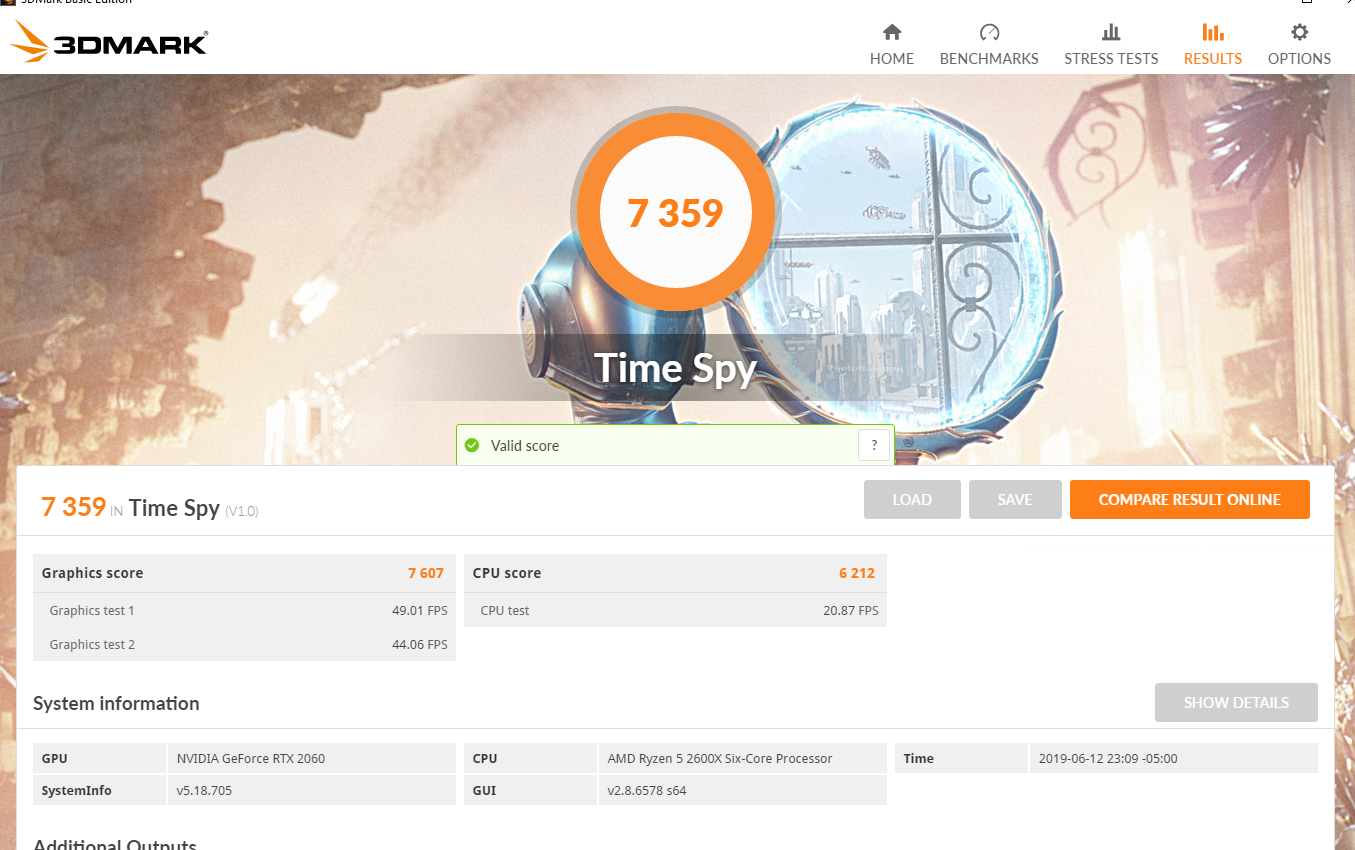 3DMark Basic Edition
3DMARK®
HOME
BENCHMARKS
STRESS TESTS
RESULTS
OPTIONS
7 359
Time Spy
Valid score
?
7 359 IN Time Spy (V1.0)
LOAD
SAVE
COMPARE RESULT ONLINE
Graphics score 7 607
Graphics test 1 49.01 FPS
Graphics test 2 44.06 FPS
CPU score 6 212
CPU test 20.87 FPS
System information
SHOW DETAILS
GPU NVIDIA GeForce RTX 2060
CPU AMD Ryzen 5 2600X Six-Core Processor
Time 2019-06-12 23:09 -05:00
SystemInfo v5.18.705
GUI v2.8.6578 s64
Additional Outputs